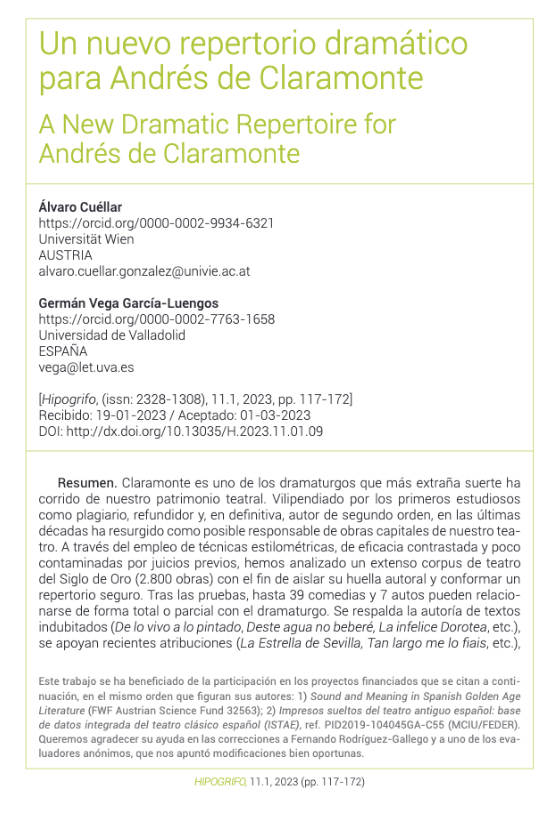 Un nuevo repertorio dramático
para Andrés de Claramonte
A New Dramatic Repertoire for
Andrés de Claramonte
Álvaro Cuéllar
https://orcid.org/0000-0002-9934-6321
Universität Wien
AUSTRIA
alvaro.cuellar.gonzalez@univie.ac.at
Germán Vega García-Luengos
https://orcid.org/0000-0002-7763-1658
Universidad de Valladolid
ESPAÑA
vega@let.uva.es
[Hipogrifo, (issn: 2328-1308), 11.1, 2023, pp. 117-172]
Recibido: 19-01-2023 / Aceptado: 01-03-2023
DOI: http://dx.doi.org/10.13035/H.2023.11.01.09
Resumen. Claramonte es uno de los dramaturgos que más extraña suerte ha
corrido de nuestro patrimonio teatral. Vilipendiado por los primeros estudiosos
como plagiario, refundidor y, en definitiva, autor de segundo orden, en las últimas
décadas ha resurgido como posible responsable de obras capitales de nuestro tea-
tro. A través del empleo de técnicas estilométricas, de eficacia contrastada y poco
contaminadas por juicios previos, hemos analizado un extenso corpus de teatro
del Siglo de Oro (2.800 obras) con el fin de aislar su huella autoral y conformar un
repertorio seguro. Tras las pruebas, hasta 39 comedias y 7 autos pueden relacio-
narse de forma total o parcial con el dramaturgo. Se respalda la autoría de textos
indubitados (De lo vivo a lo pintado, Deste agua no beberé, La infelice Dorotea, etc.),
se apoyan recientes atribuciones (La Estrella de Sevilla, Tan largo me lo fiais, etc.),
Este trabajo se ha beneficiado de la participación en los proyectos financiados que se citan a conti-
nuación, en el mismo orden que figuran sus autores: 1) Sound and Meaning in Spanish Golden Age
Literature (FWF Austrian Science Fund 32563); 2) Impresos sueltos del teatro antiguo español: base
de datos integrada del teatro clásico español (ISTAE), ref. PID2019-104045GA-C55 (MCIU/FEDER).
Queremos agradecer su ayuda en las correcciones a Fernando Rodríguez-Gallego y a uno de los eva-
luadores anónimos, que nos apuntó modificaciones bien oportunas.
HIPOGRIFO, 11.1, 2023 (pp. 117-172)